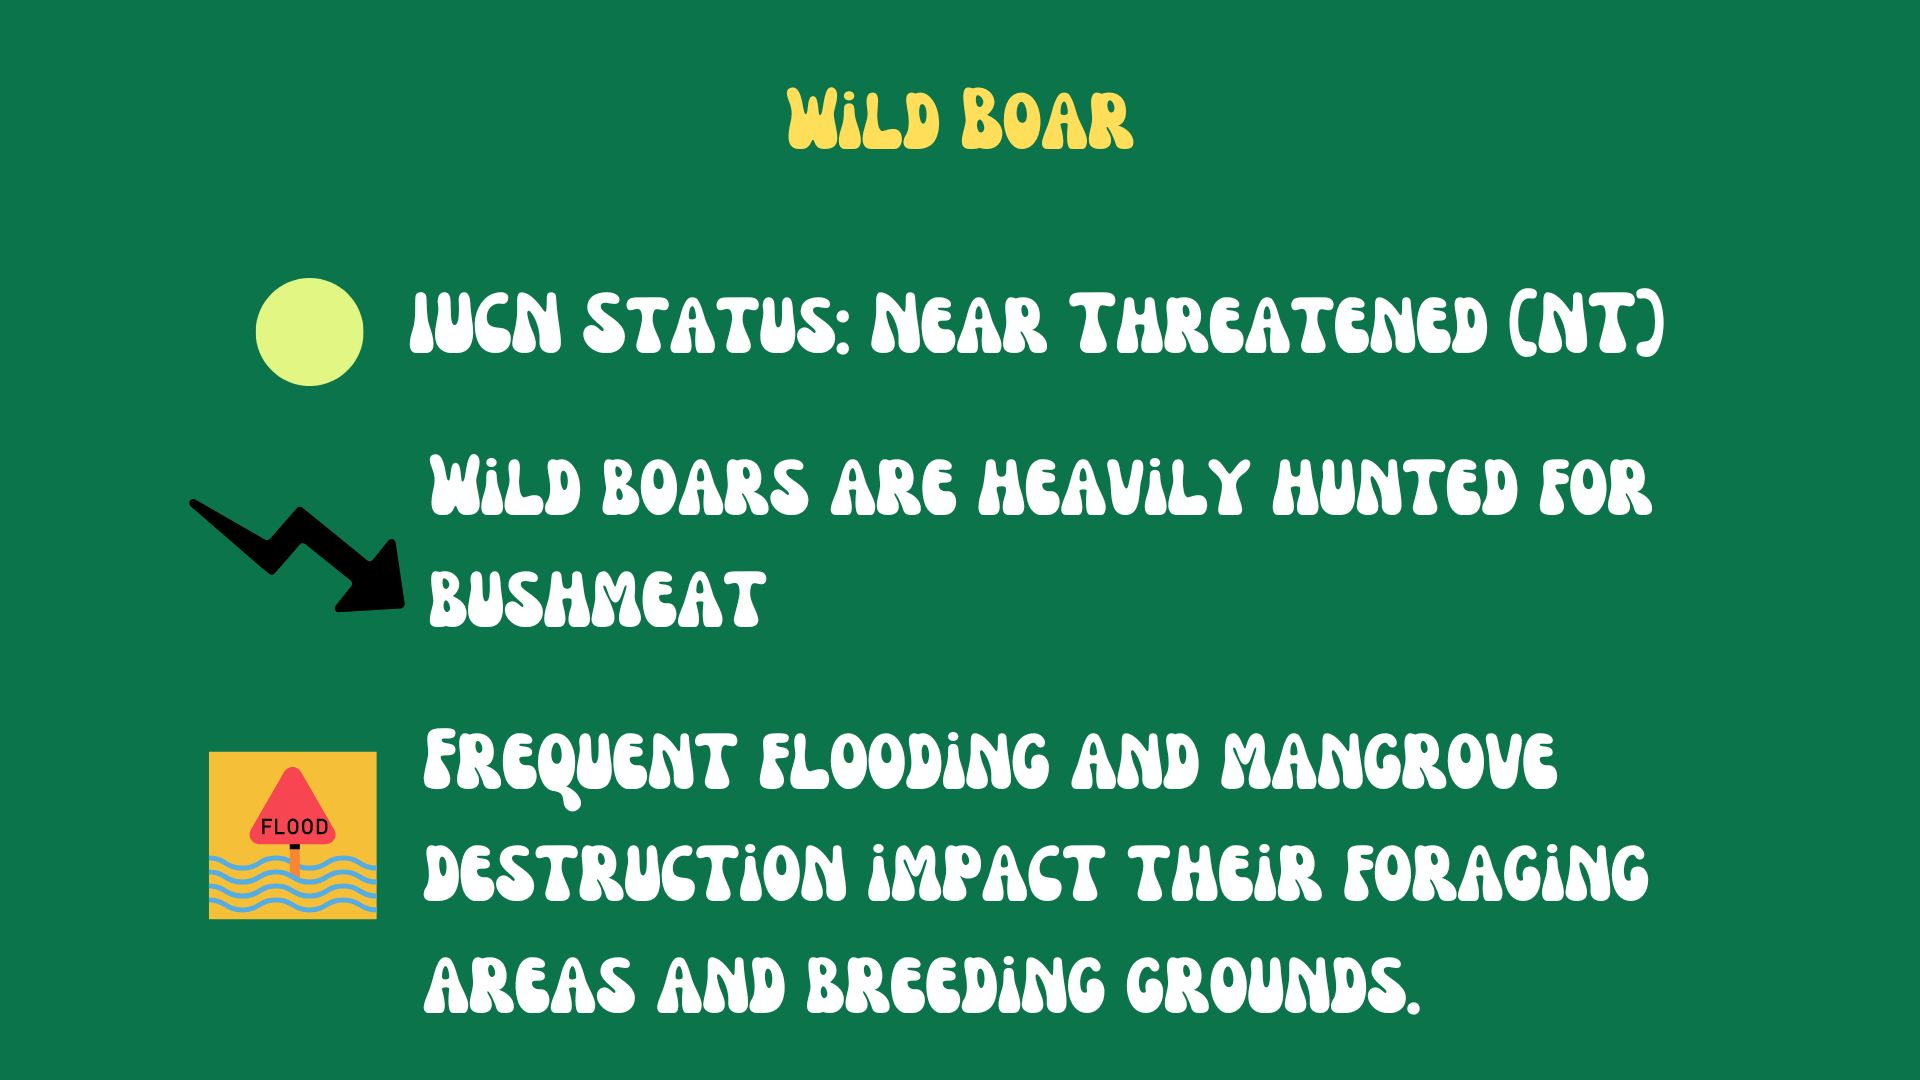 Wild Boar
IUCN Status: Near Threatened (NT)
Wild boars are heavily hunted for
bushmeat
Frequent flooding and mangrove
destruction impact their foraging
areas and breeding grounds.
FLOOD